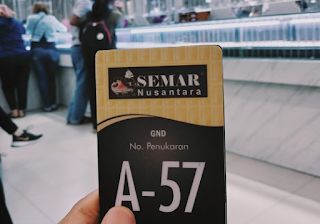 SEMAR
Nusantara
GND
No. Penukaran
A-57